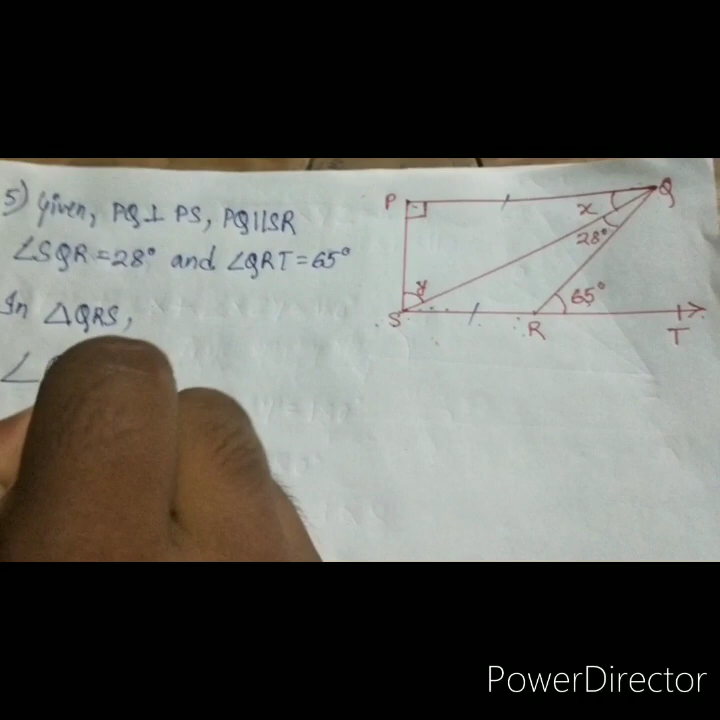 5) Given, PQ ⊥ PS, PQ||SR
∠SQR = 28° and ∠QRT = 65°
In △QRS,
∠
P
Q
x
28°
y
65°
S
R
T
PowerDirector